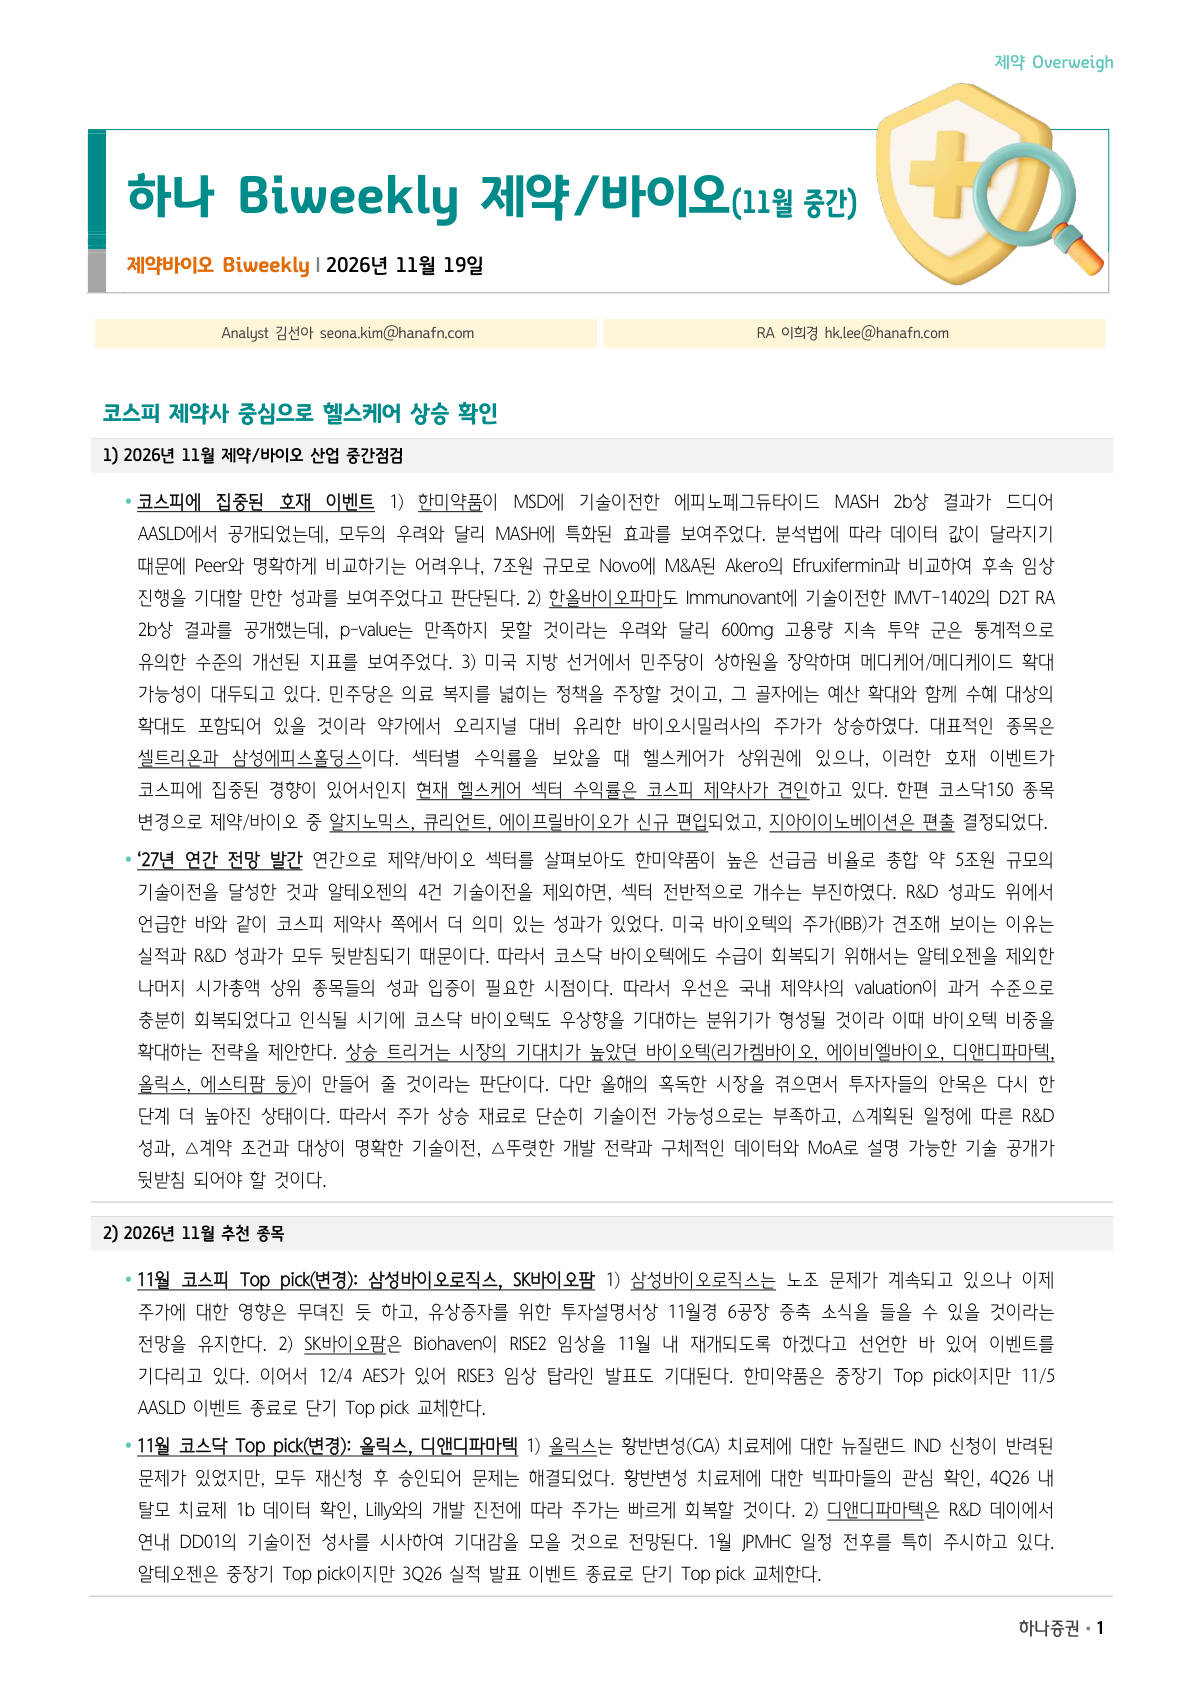 제약 Overweigh
하나 Biweekly 제약/바이오(11월 중간)
제약바이오 Biweekly | 2026년 11월 19일
Analyst 김선아 seona.kim@hanafn.com
RA 이희경 hk.lee@hanafn.com
코스피 제약사 중심으로 헬스케어 상승 확인
1) 2026년 11월 제약/바이오 산업 중간점검
• 코스피에 집중된 호재 이벤트 1) 한미약품이 MSD에 기술이전한 에피노페그듀타이드 MASH 2b상 결과가 드디어
AASLD에서 공개되었는데, 모두의 우려와 달리 MASH에 특화된 효과를 보여주었다. 분석법에 따라 데이터 값이 달라지기
때문에 Peer와 명확하게 비교하기는 어려우나, 7조원 규모로 Novo에 M&A된 Akero의 Efruxifermin과 비교하여 후속 임상
진행을 기대할 만한 성과를 보여주었다고 판단된다. 2) 한올바이오파마도 Immunovant에 기술이전한 IMVT-1402의 D2T RA
2b상 결과를 공개했는데, p-value는 만족하지 못할 것이라는 우려와 달리 600mg 고용량 지속 투약 군은 통계적으로
유의한 수준의 개선된 지표를 보여주었다. 3) 미국 지방 선거에서 민주당이 상하원을 장악하며 메디케어/메디케이드 확대
가능성이 대두되고 있다. 민주당은 의료 복지를 넓히는 정책을 주장할 것이고, 그 골자에는 예산 확대와 함께 수혜 대상의
확대도 포함되어 있을 것이라 약가에서 오리지널 대비 유리한 바이오시밀러사의 주가가 상승하였다. 대표적인 종목은
셀트리온과 삼성에피스홀딩스이다. 섹터별 수익률을 보았을 때 헬스케어가 상위권에 있으나, 이러한 호재 이벤트가
코스피에 집중된 경향이 있어서인지 현재 헬스케어 섹터 수익률은 코스피 제약사가 견인하고 있다. 한편 코스닥150 종목
변경으로 제약/바이오 중 알지노믹스, 큐리언트, 에이프릴바이오가 신규 편입되었고, 지아이이노베이션은 편출 결정되었다.
• ‘27년 연간 전망 발간 연간으로 제약/바이오 섹터를 살펴보아도 한미약품이 높은 선급금 비율로 총합 약 5조원 규모의
기술이전을 달성한 것과 알테오젠의 4건 기술이전을 제외하면, 섹터 전반적으로 개수는 부진하였다. R&D 성과도 위에서
언급한 바와 같이 코스피 제약사 쪽에서 더 의미 있는 성과가 있었다. 미국 바이오텍의 주가(IBB)가 견조해 보이는 이유는
실적과 R&D 성과가 모두 뒷받침되기 때문이다. 따라서 코스닥 바이오텍에도 수급이 회복되기 위해서는 알테오젠을 제외한
나머지 시가총액 상위 종목들의 성과 입증이 필요한 시점이다. 따라서 우선은 국내 제약사의 valuation이 과거 수준으로
충분히 회복되었다고 인식될 시기에 코스닥 바이오텍도 우상향을 기대하는 분위기가 형성될 것이라 이때 바이오텍 비중을
확대하는 전략을 제안한다. 상승 트리거는 시장의 기대치가 높았던 바이오텍(리가켐바이오, 에이비엘바이오, 디앤디파마텍,
올릭스, 에스티팜 등)이 만들어 줄 것이라는 판단이다. 다만 올해의 혹독한 시장을 겪으면서 투자자들의 안목은 다시 한
단계 더 높아진 상태이다. 따라서 주가 상승 재료로 단순히 기술이전 가능성으로는 부족하고, △계획된 일정에 따른 R&D
성과, △계약 조건과 대상이 명확한 기술이전, △뚜렷한 개발 전략과 구체적인 데이터와 MoA로 설명 가능한 기술 공개가
뒷받침 되어야 할 것이다.
2) 2026년 11월 추천 종목
• 11월 코스피 Top pick(변경): 삼성바이오로직스, SK바이오팜 1) 삼성바이오로직스는 노조 문제가 계속되고 있으나 이제
주가에 대한 영향은 무뎌진 듯 하고, 유상증자를 위한 투자설명서상 11월경 6공장 증축 소식을 들을 수 있을 것이라는
전망을 유지한다. 2) SK바이오팜은 Biohaven이 RISE2 임상을 11월 내 재개되도록 하겠다고 선언한 바 있어 이벤트를
기다리고 있다. 이어서 12/4 AES가 있어 RISE3 임상 탑라인 발표도 기대된다. 한미약품은 중장기 Top pick이지만 11/5
AASLD 이벤트 종료로 단기 Top pick 교체한다.
• 11월 코스닥 Top pick(변경): 올릭스, 디앤디파마텍 1) 올릭스는 황반변성(GA) 치료제에 대한 뉴질랜드 IND 신청이 반려된
문제가 있었지만, 모두 재신청 후 승인되어 문제는 해결되었다. 황반변성 치료제에 대한 빅파마들의 관심 확인, 4Q26 내
탈모 치료제 1b 데이터 확인, Lilly와의 개발 진전에 따라 주가는 빠르게 회복할 것이다. 2) 디앤디파마텍은 R&D 데이에서
연내 DD01의 기술이전 성사를 시사하여 기대감을 모을 것으로 전망된다. 1월 JPMHC 일정 전후를 특히 주시하고 있다.
알테오젠은 중장기 Top pick이지만 3Q26 실적 발표 이벤트 종료로 단기 Top pick 교체한다.
하나증권 • 1